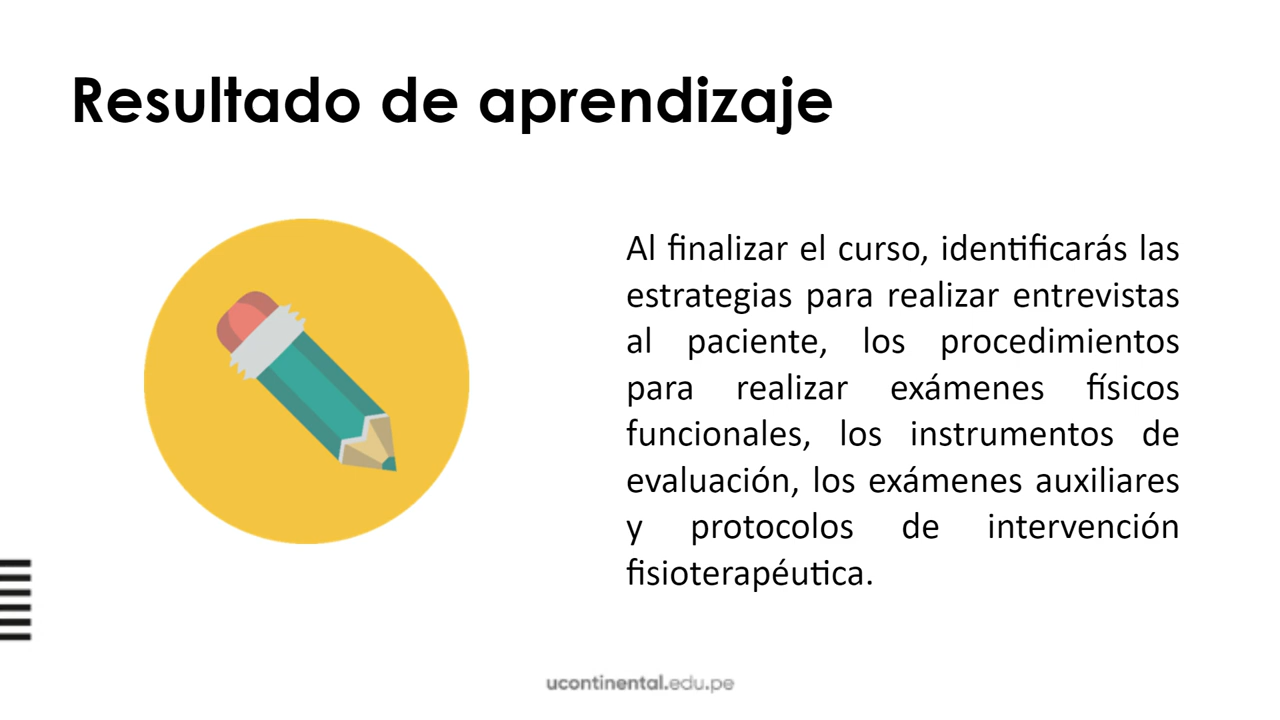 Resultado de aprendizaje
Al finalizar el curso, identificarás las
estrategias para realizar entrevistas
al paciente, los procedimientos
para realizar exámenes físicos
funcionales, los instrumentos de
evaluación, los exámenes auxiliares
y protocolos de intervención
fisioterapéutica.
ucontinental.edu.pe